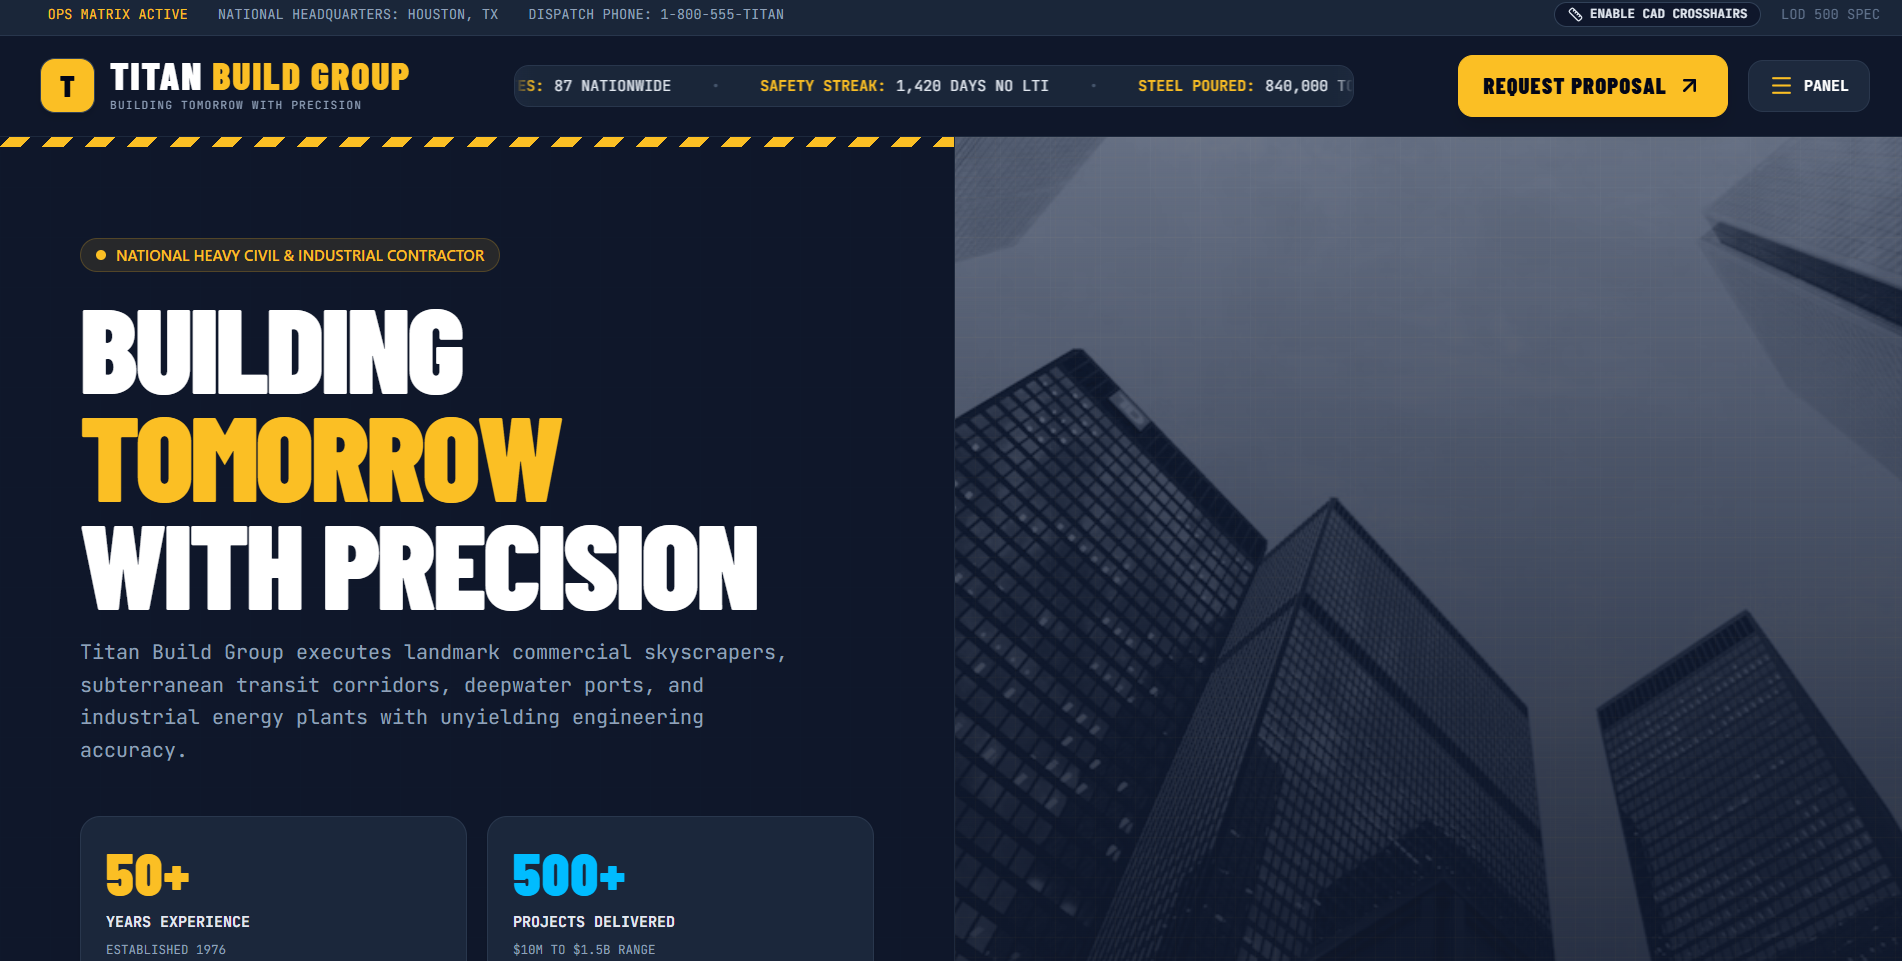 OPS MATRIX ACTIVE
NATIONAL HEADQUARTERS: HOUSTON, TX
DISPATCH PHONE: 1-800-555-TITAN
ENABLE CAD CROSSHAIRS
LOD 500 SPEC
T
TITAN BUILD GROUP
BUILDING TOMORROW WITH PRECISION
ES: 87 NATIONWIDE • SAFETY STREAK: 1,420 DAYS NO LTI • STEEL POURED: 840,000
REQUEST PROPOSAL
PANEL
NATIONAL HEAVY CIVIL & INDUSTRIAL CONTRACTOR
BUILDING
TOMORROW
WITH PRECISION
Titan Build Group executes landmark commercial skyscrapers,
subterranean transit corridors, deepwater ports, and
industrial energy plants with unyielding engineering
accuracy.
50+
YEARS EXPERIENCE
ESTABLISHED 1976
500+
PROJECTS DELIVERED
$10M TO $1.5B RANGE